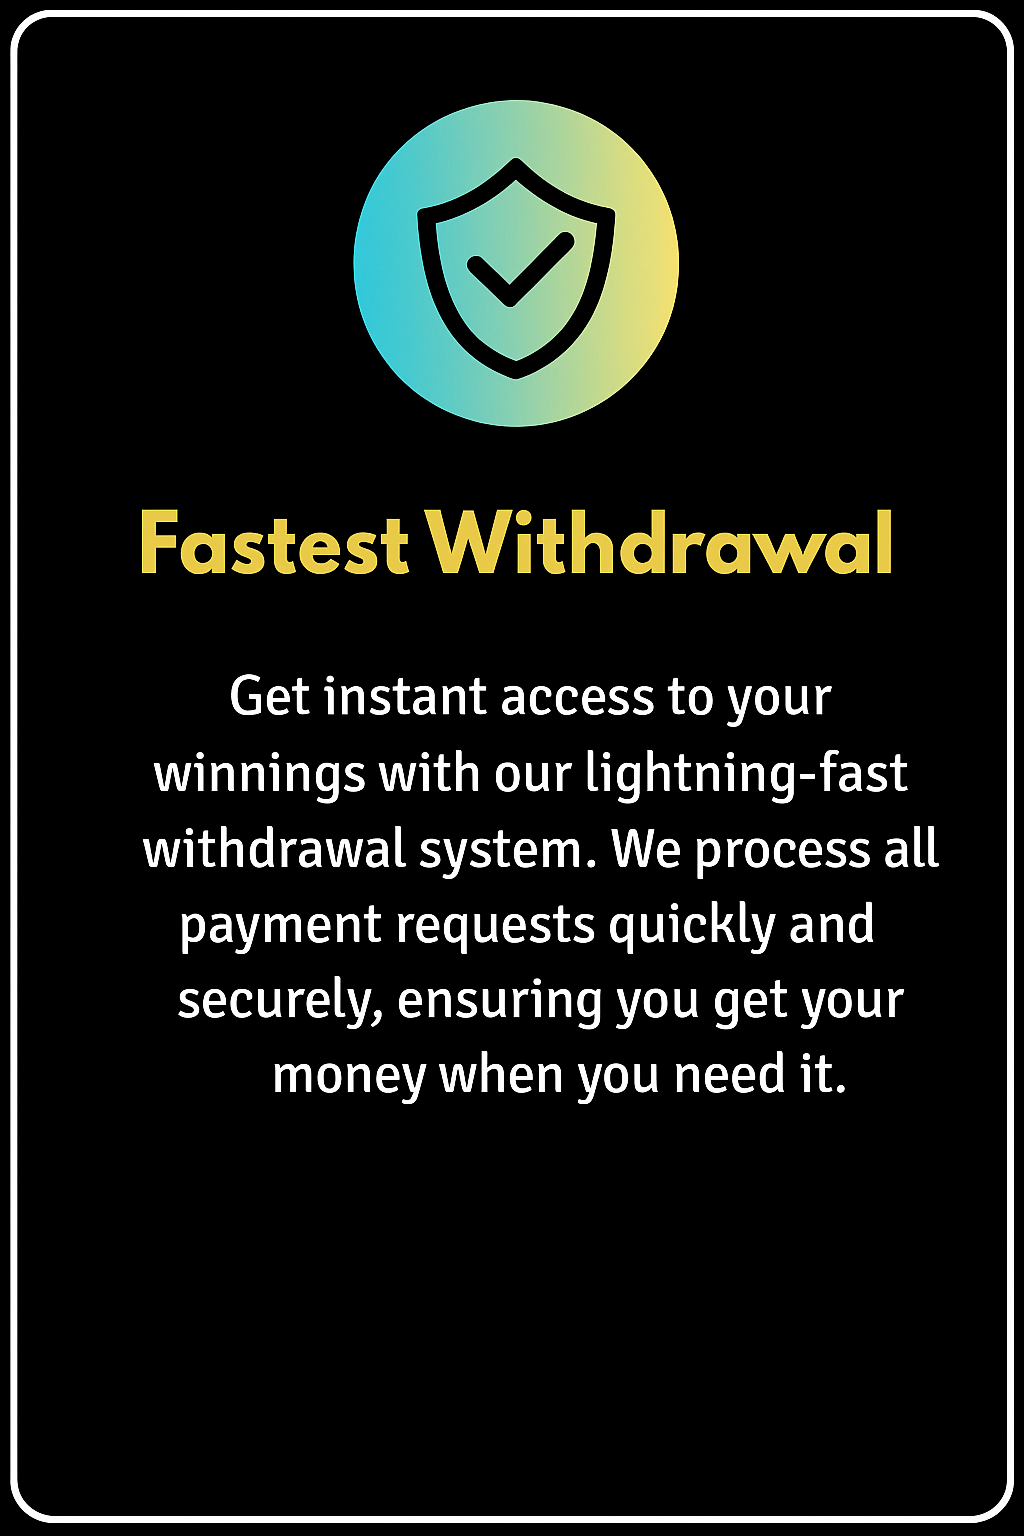 Fastest Withdrawal
Get instant access to your
winnings with our lightning-fast
withdrawal system. We process all
payment requests quickly and
securely, ensuring you get your
money when you need it.